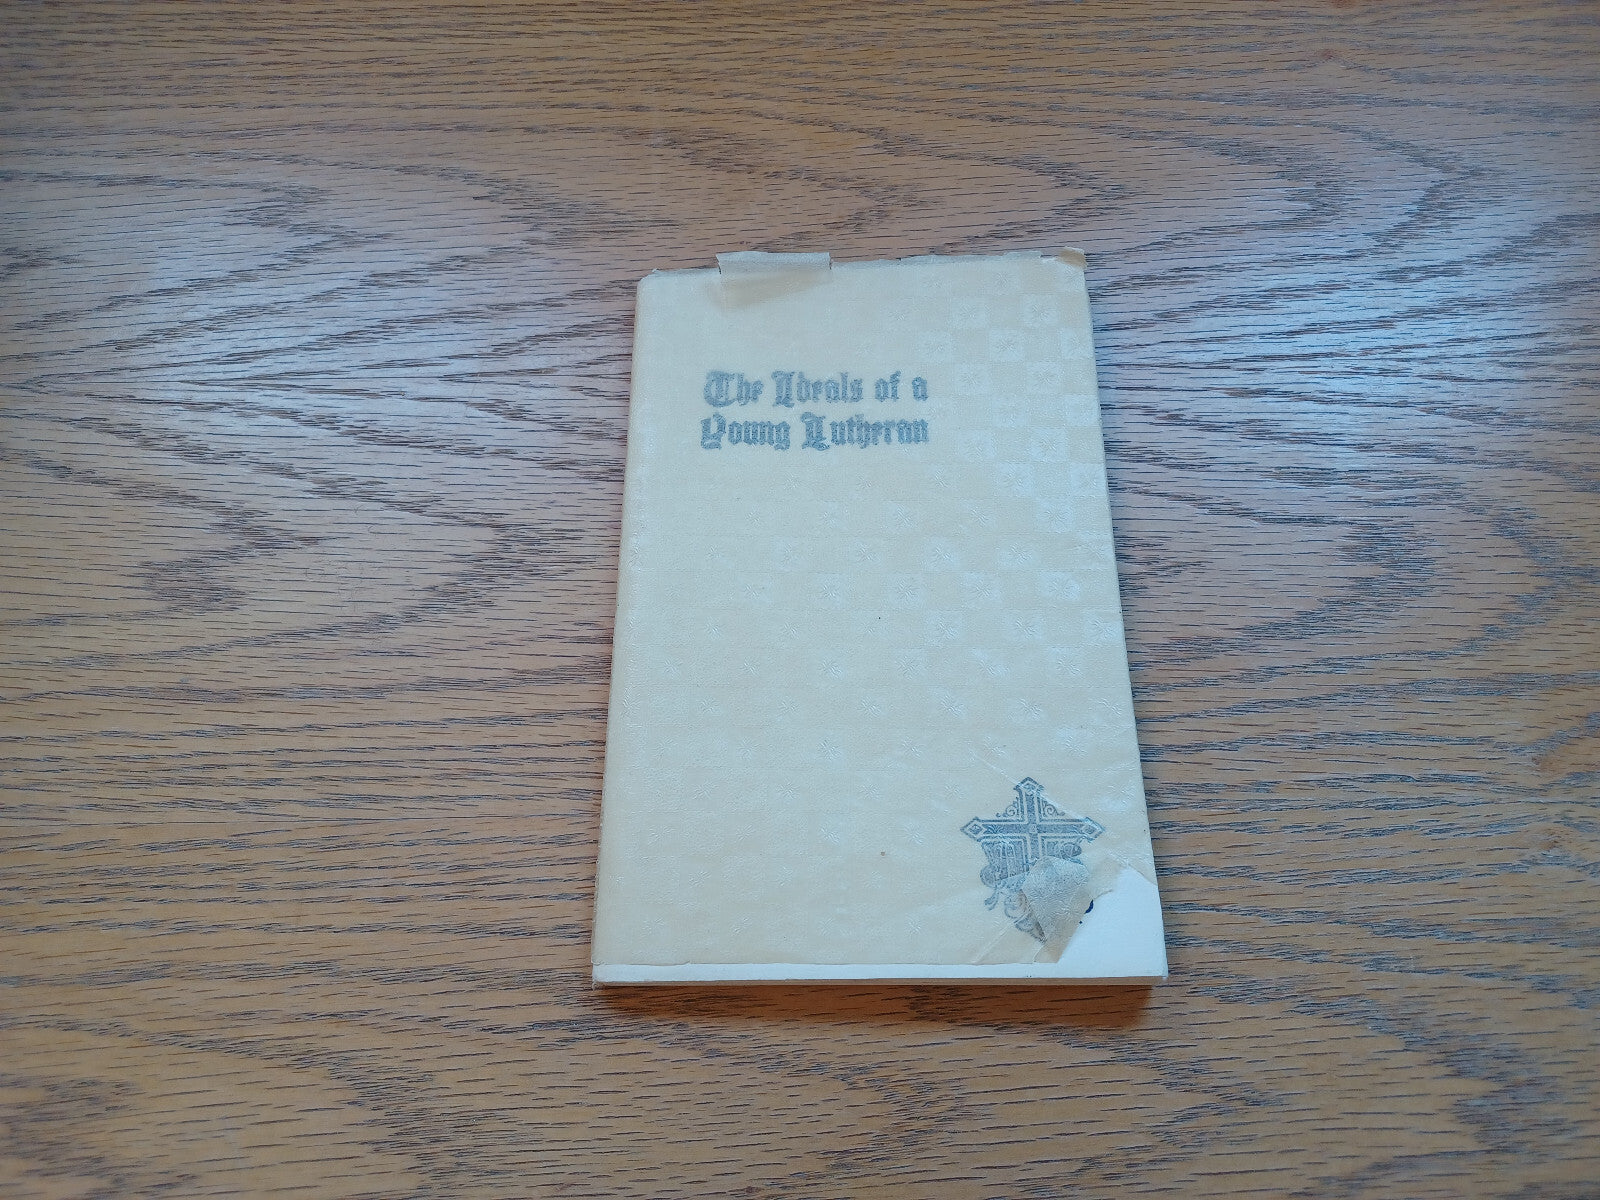 The Ideals of a
Young Lutheran